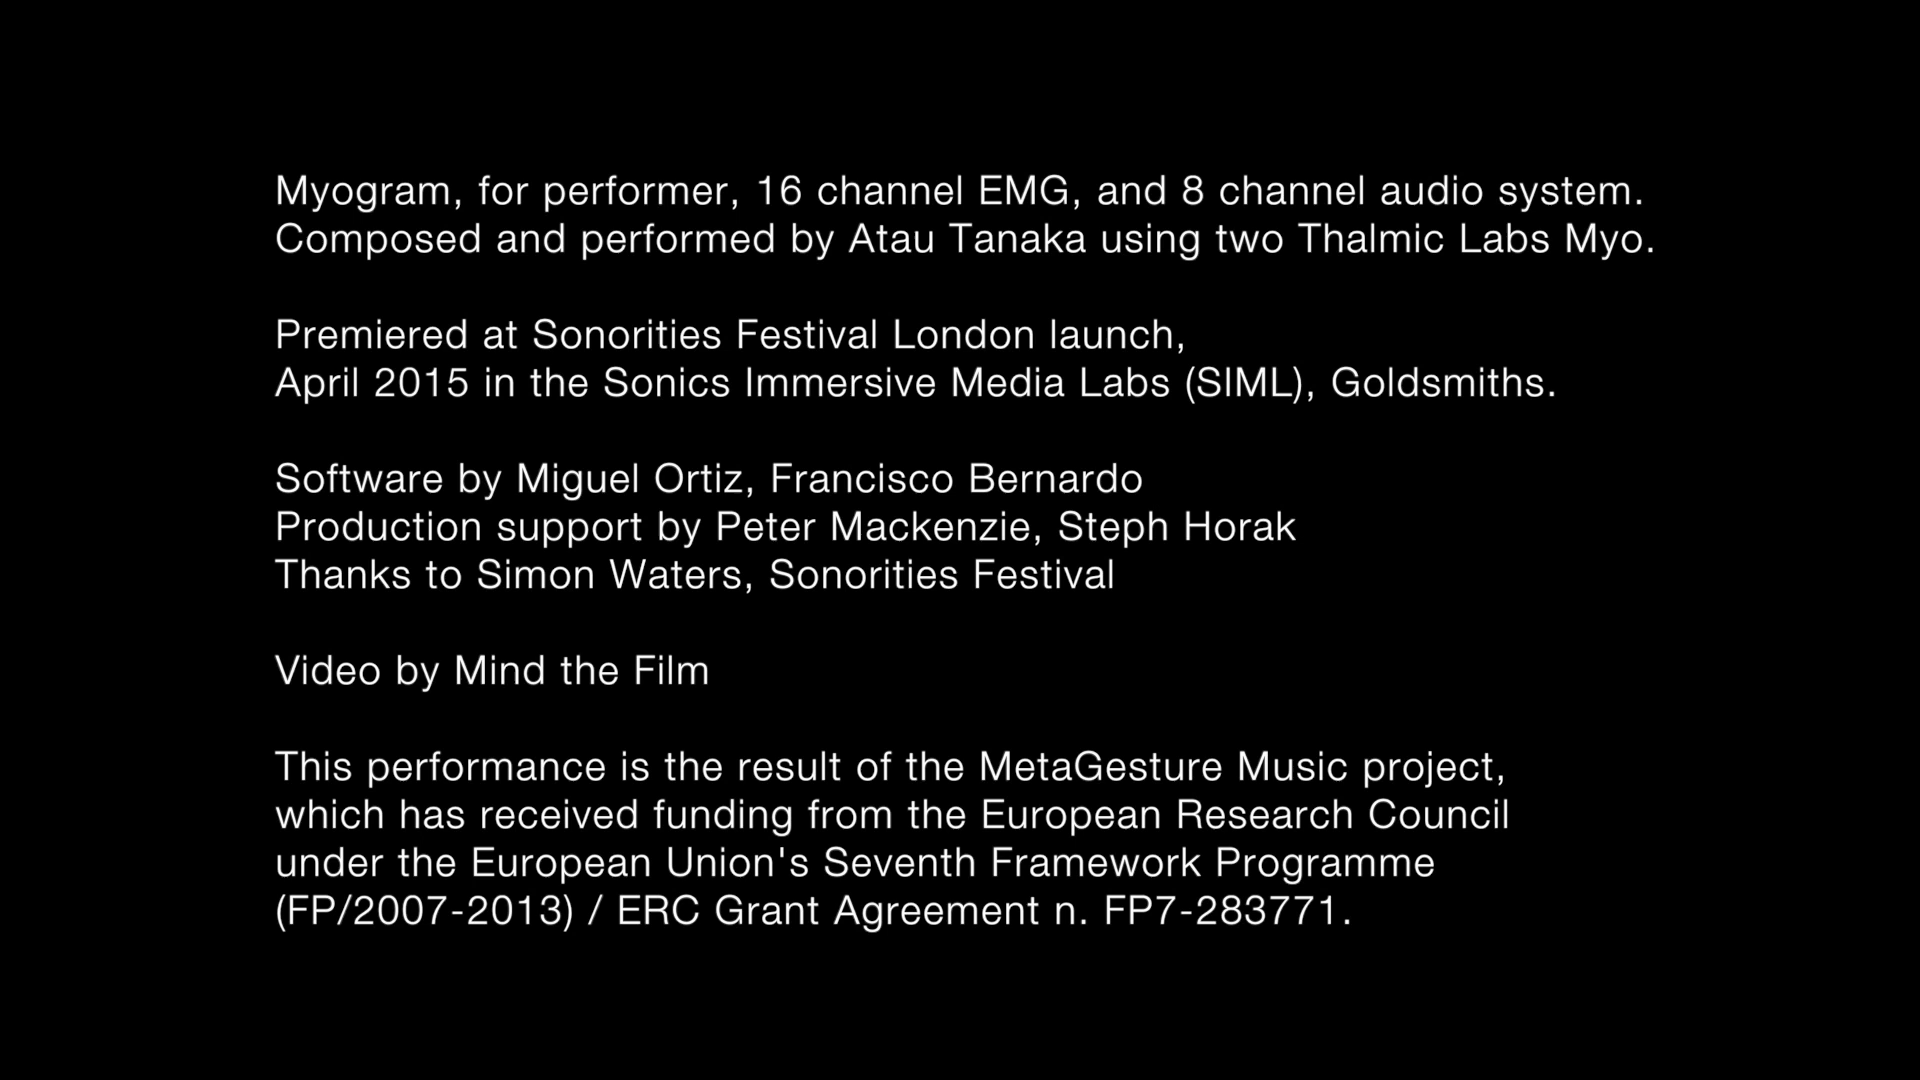 Myogram, for performer, 16 channel EMG, and 8 channel audio system.
Composed and performed by Atau Tanaka using two Thalmic Labs Myo.
Premiered at Sonorities Festival London launch,
April 2015 in the Sonics Immersive Media Labs (SIML), Goldsmiths.
Software by Miguel Ortiz, Francisco Bernardo
Production support by Peter Mackenzie, Steph Horak
Thanks to Simon Waters, Sonorities Festival
Video by Mind the Film
This performance is the result of the MetaGesture Music project,
which has received funding from the European Research Council
under the European Union's Seventh Framework Programme
(FP/2007-2013) / ERC Grant Agreement n. FP7-283771.